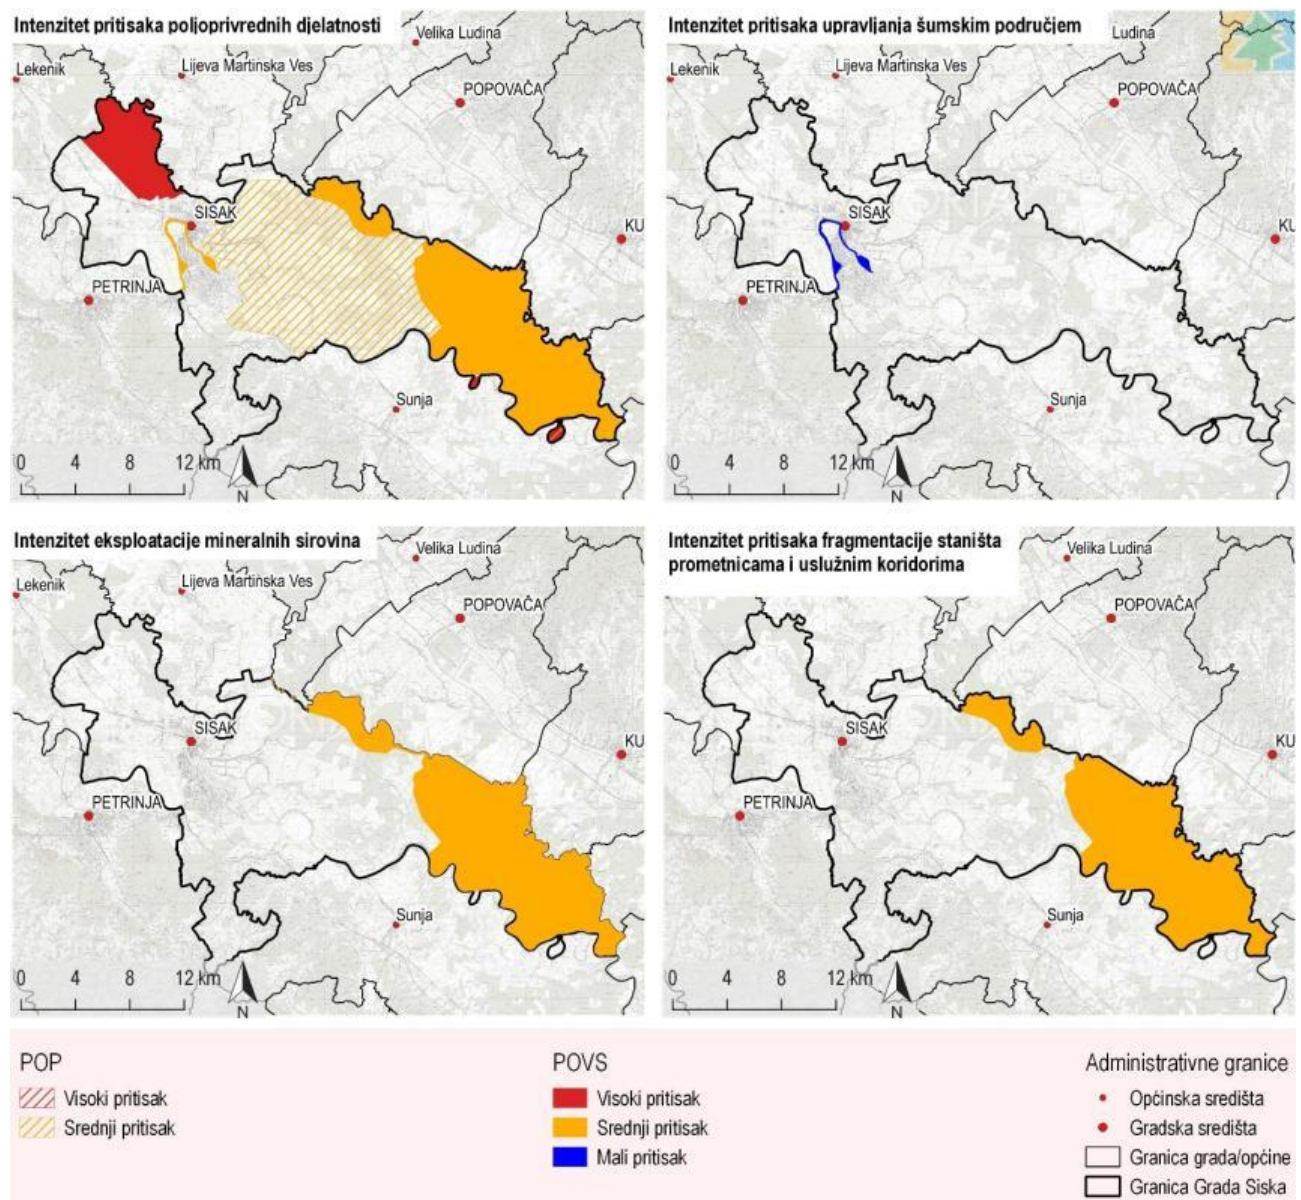 Intenzitet pritisaka poljoprivrednih djelatnosti
Velika Ludina
Lekenik
Lijeva Martinska Ves
POPOVAČA
SISAK
KU
PETRINJA
Sunja
0 4 8 12 km
N
Intenzitet pritisaka upravljanja šumskim područjem
Ludina
Lekenik
Lijeva Martinska Ves
POPOVAČA
SISAK
KU
PETRINJA
Sunja
0 4 8 12 km
N
Intenzitet eksploatacije mineralnih sirovina
Velika Ludina
Lekenik
Lijeva Martinska Ves
POPOVAČA
SISAK
KU
PETRINJA
Sunja
0 4 8 12 km
N
Intenzitet pritisaka fragmentacije staništa
prometnicama i uslužnim koridorima
Velika Ludina
POPOVAČA
SISAK
KU
PETRINJA
Sunja
0 4 8 12 km
N
POP
Visoki pritisak
Srednji pritisak
POVS
Visoki pritisak
Srednji pritisak
Mali pritisak
Administrativne granice
Općinska središta
Gradska središta
Granica grada/općine
Granica Grada Siska